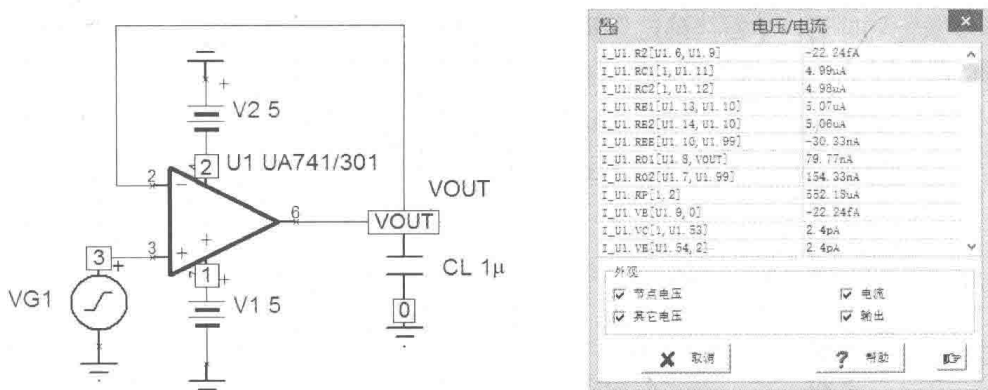 V2 5
2
U1 UA741/301
2
6
VOUT
VOUT
3
3
VG1
1
V1 5
CL 1μ
0
电压/电流
I_U1.R2[U1.6, U1.9] -22.24fA
I_U1.RC1[1, U1.11] 4.99uA
I_U1.RC2[1, U1.12] 4.98uA
I_U1.RE1[U1.13, U1.10] 5.07uA
I_U1.RE2[U1.14, U1.10] 5.06uA
I_U1.REE[U1.10, U1.99] -30.33nA
I_U1.RO1[U1.8, VOUT] 79.77nA
I_U1.RO2[U1.7, U1.99] 154.33nA
I_U1.RP[1, 2] 552.18uA
I_U1.VB[U1.9, 0] -22.24fA
I_U1.VC[1, U1.53] 2.4pA
I_U1.VE[U1.54, 2] 2.4pA
外观
节点电压 电流
其它电压 输出
取消 ? 帮助